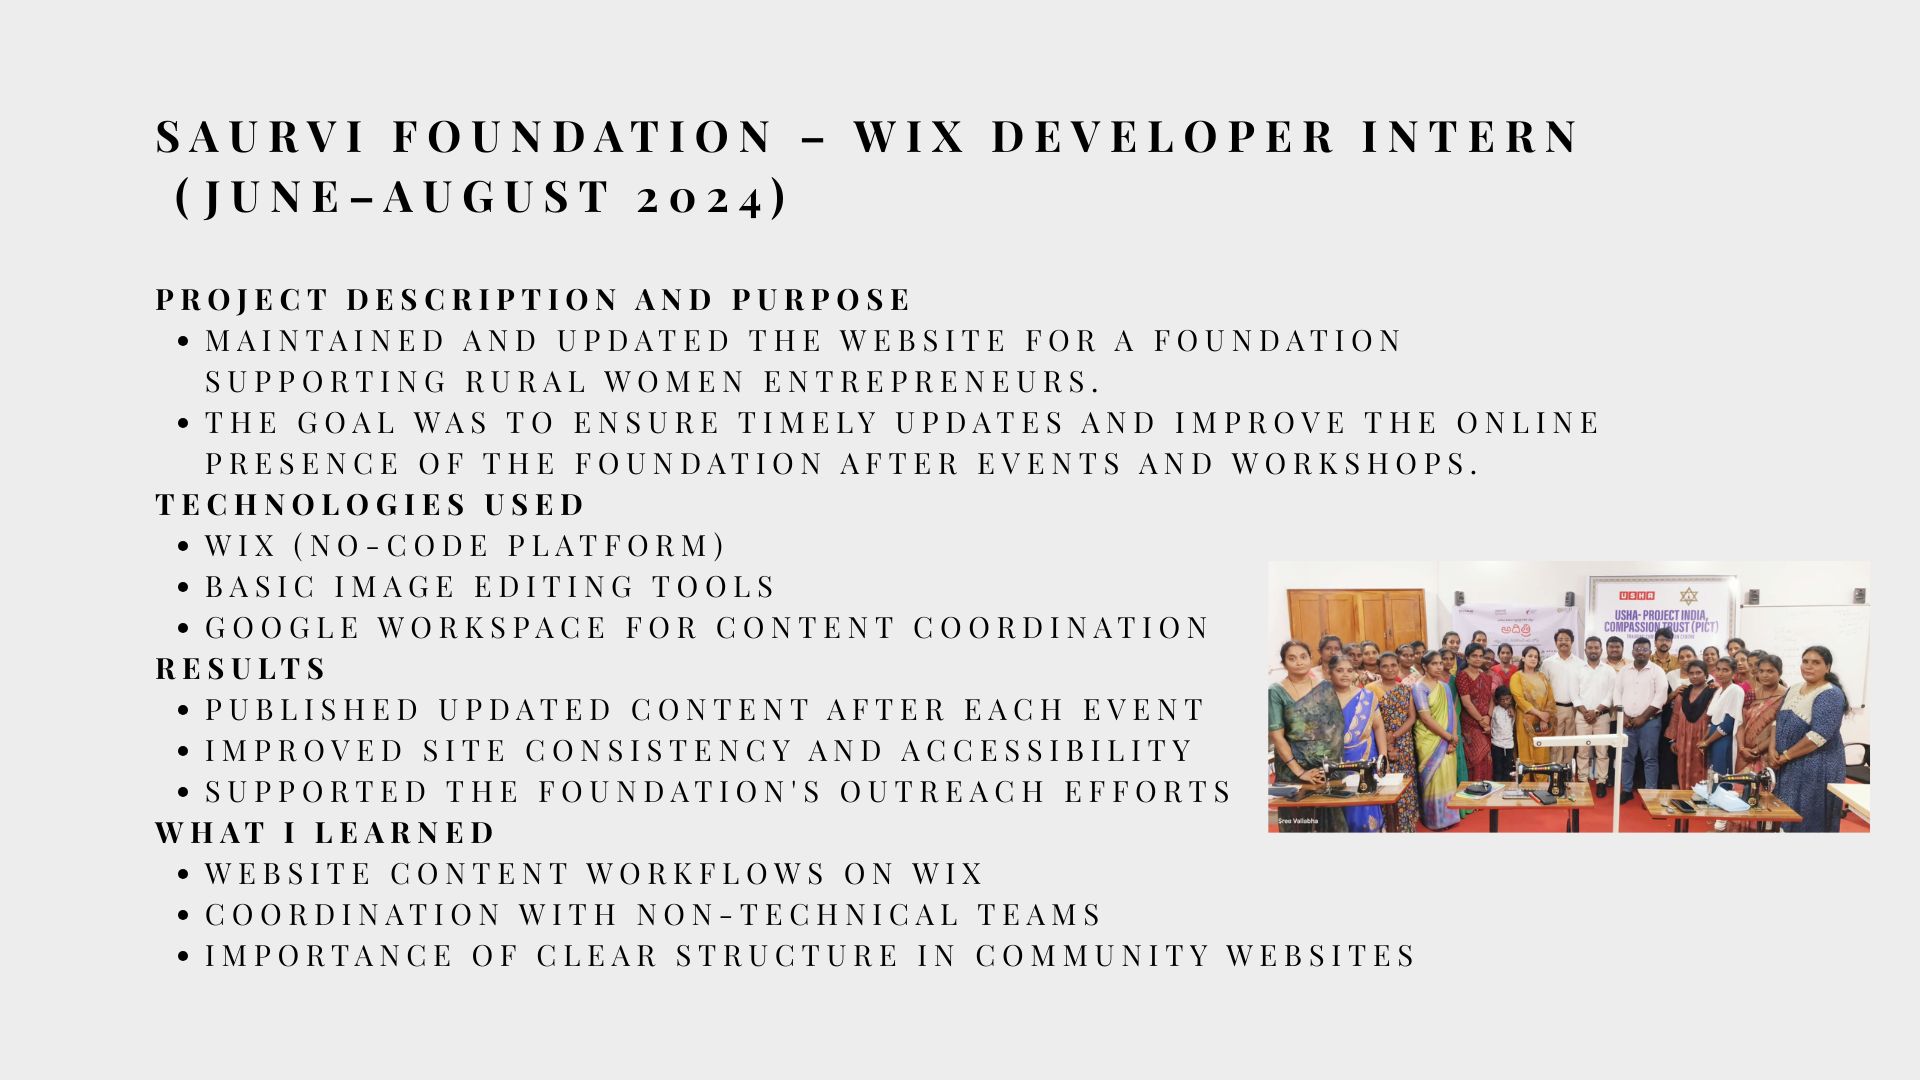 SAURVI FOUNDATION – WIX DEVELOPER INTERN
(JUNE–AUGUST 2024)
PROJECT DESCRIPTION AND PURPOSE
• MAINTAINED AND UPDATED THE WEBSITE FOR A FOUNDATION
SUPPORTING RURAL WOMEN ENTREPRENEURS.
• THE GOAL WAS TO ENSURE TIMELY UPDATES AND IMPROVE THE ONLINE
PRESENCE OF THE FOUNDATION AFTER EVENTS AND WORKSHOPS.
TECHNOLOGIES USED
• WIX (NO-CODE PLATFORM)
• BASIC IMAGE EDITING TOOLS
• GOOGLE WORKSPACE FOR CONTENT COORDINATION
RESULTS
• PUBLISHED UPDATED CONTENT AFTER EACH EVENT
• IMPROVED SITE CONSISTENCY AND ACCESSIBILITY
• SUPPORTED THE FOUNDATION'S OUTREACH EFFORTS
WHAT I LEARNED
• WEBSITE CONTENT WORKFLOWS ON WIX
• COORDINATION WITH NON-TECHNICAL TEAMS
• IMPORTANCE OF CLEAR STRUCTURE IN COMMUNITY WEBSITES
USHA
USHA- PROJECT INDIA,
COMPASSION TRUST (PICT)
అదితి
Sree Vallabha